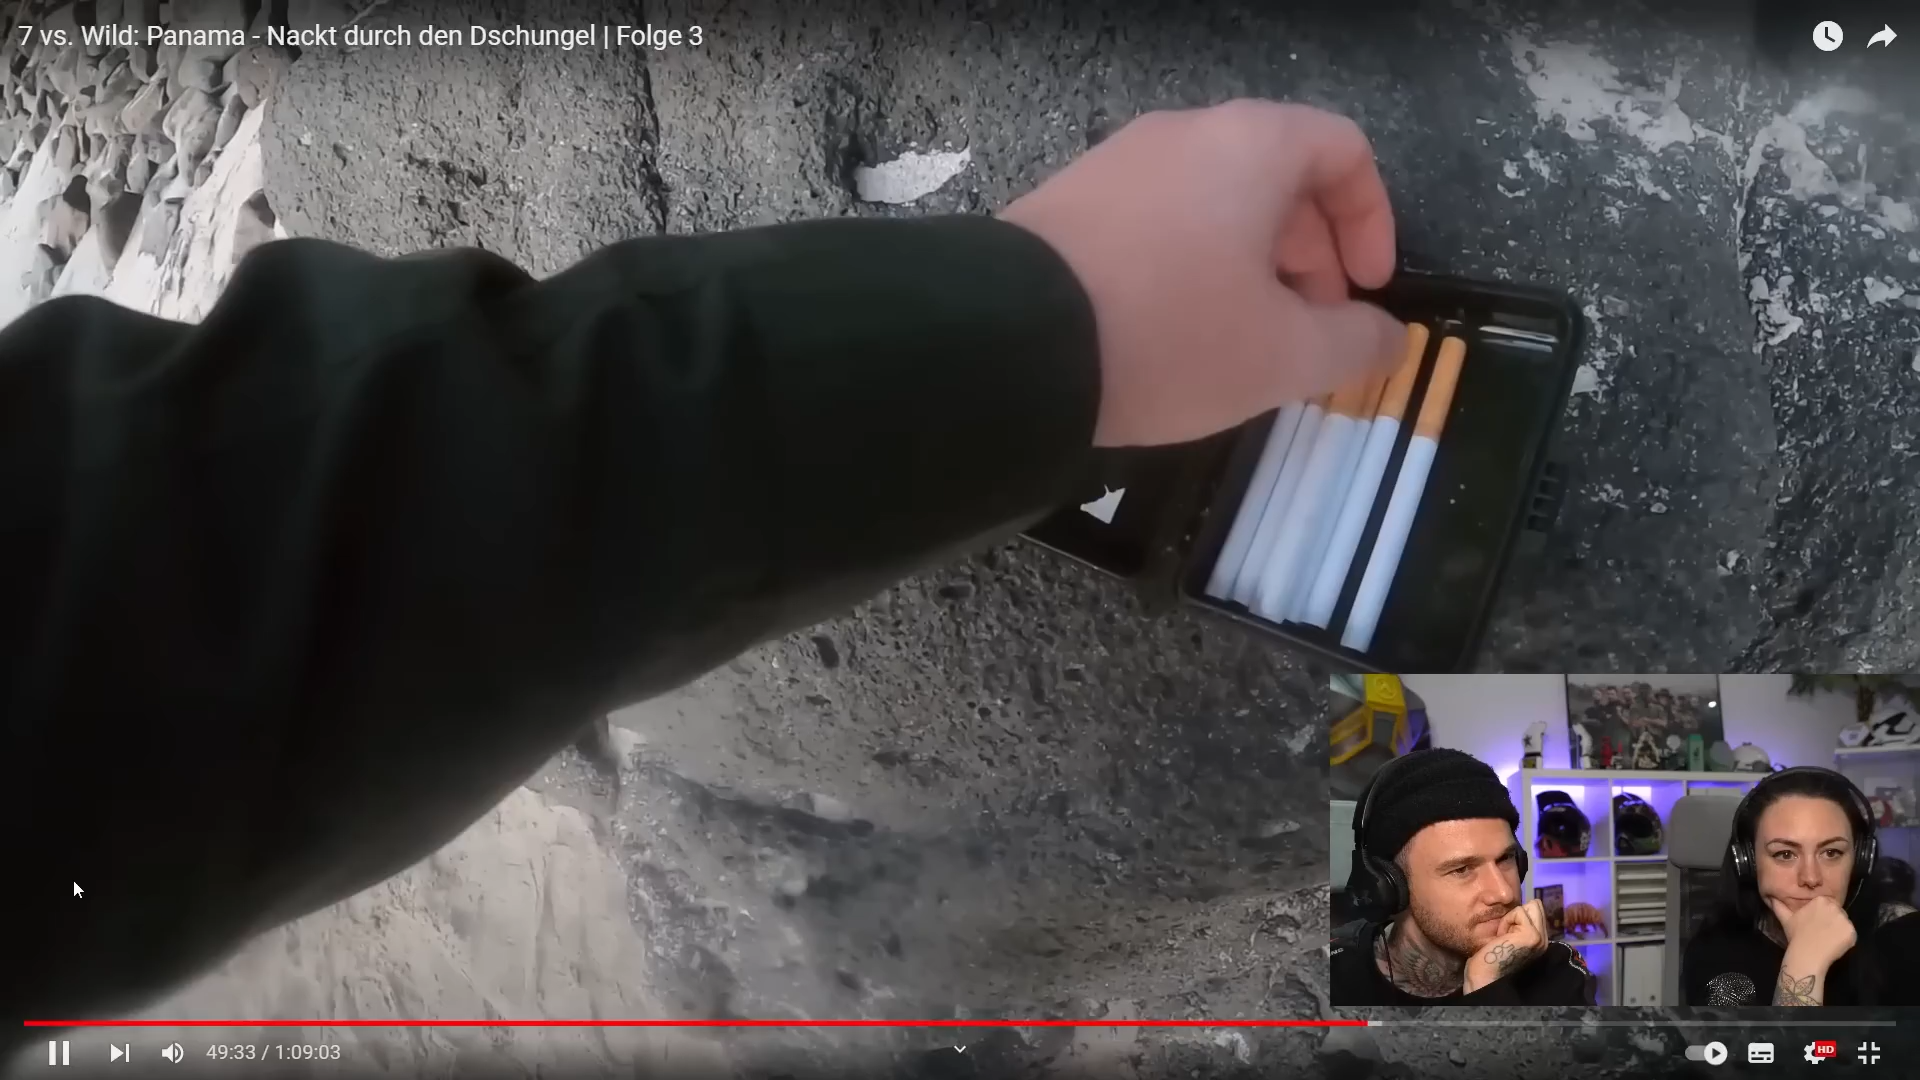 7 vs. Wild: Panama - Nackt durch den Dschungel | Folge 3
49:33 / 1:09:03
HD